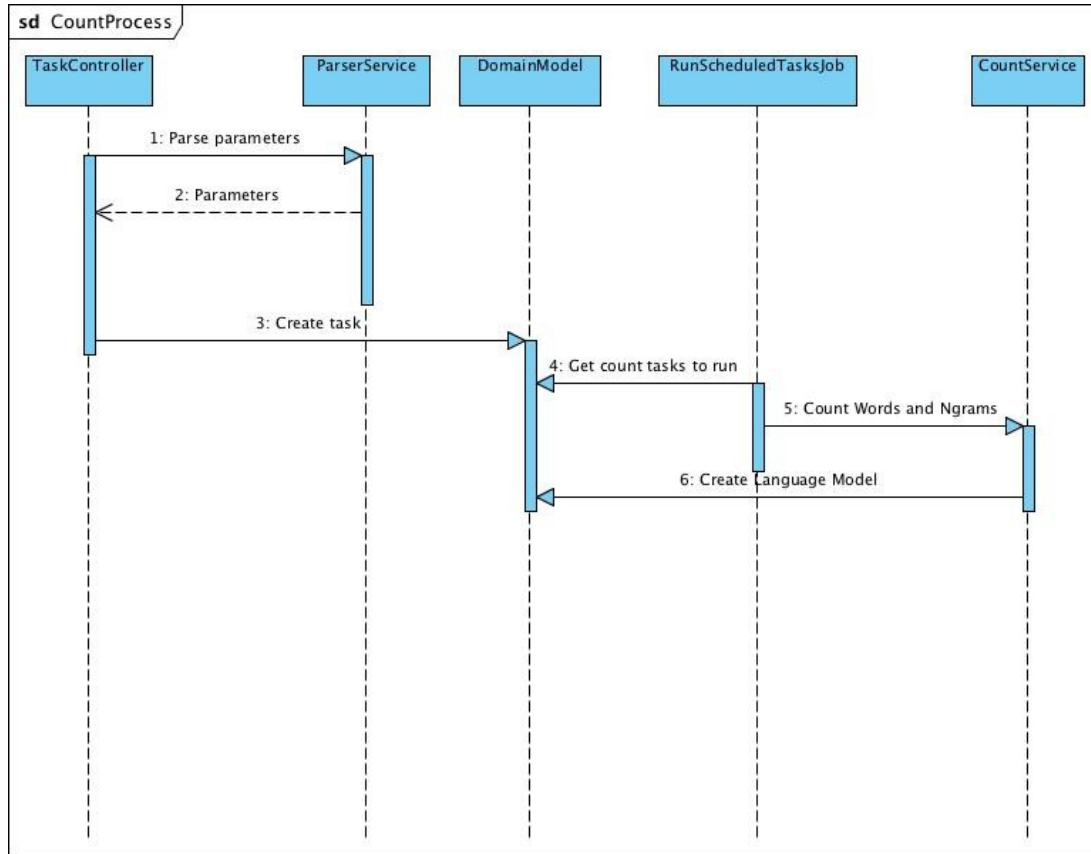 sd CountProcess
TaskController
ParserService
DomainModel
RunScheduledTasksJob
CountService
1: Parse parameters
2: Parameters
3: Create task
4: Get count tasks to run
5: Count Words and Ngrams
6: Create Language Model